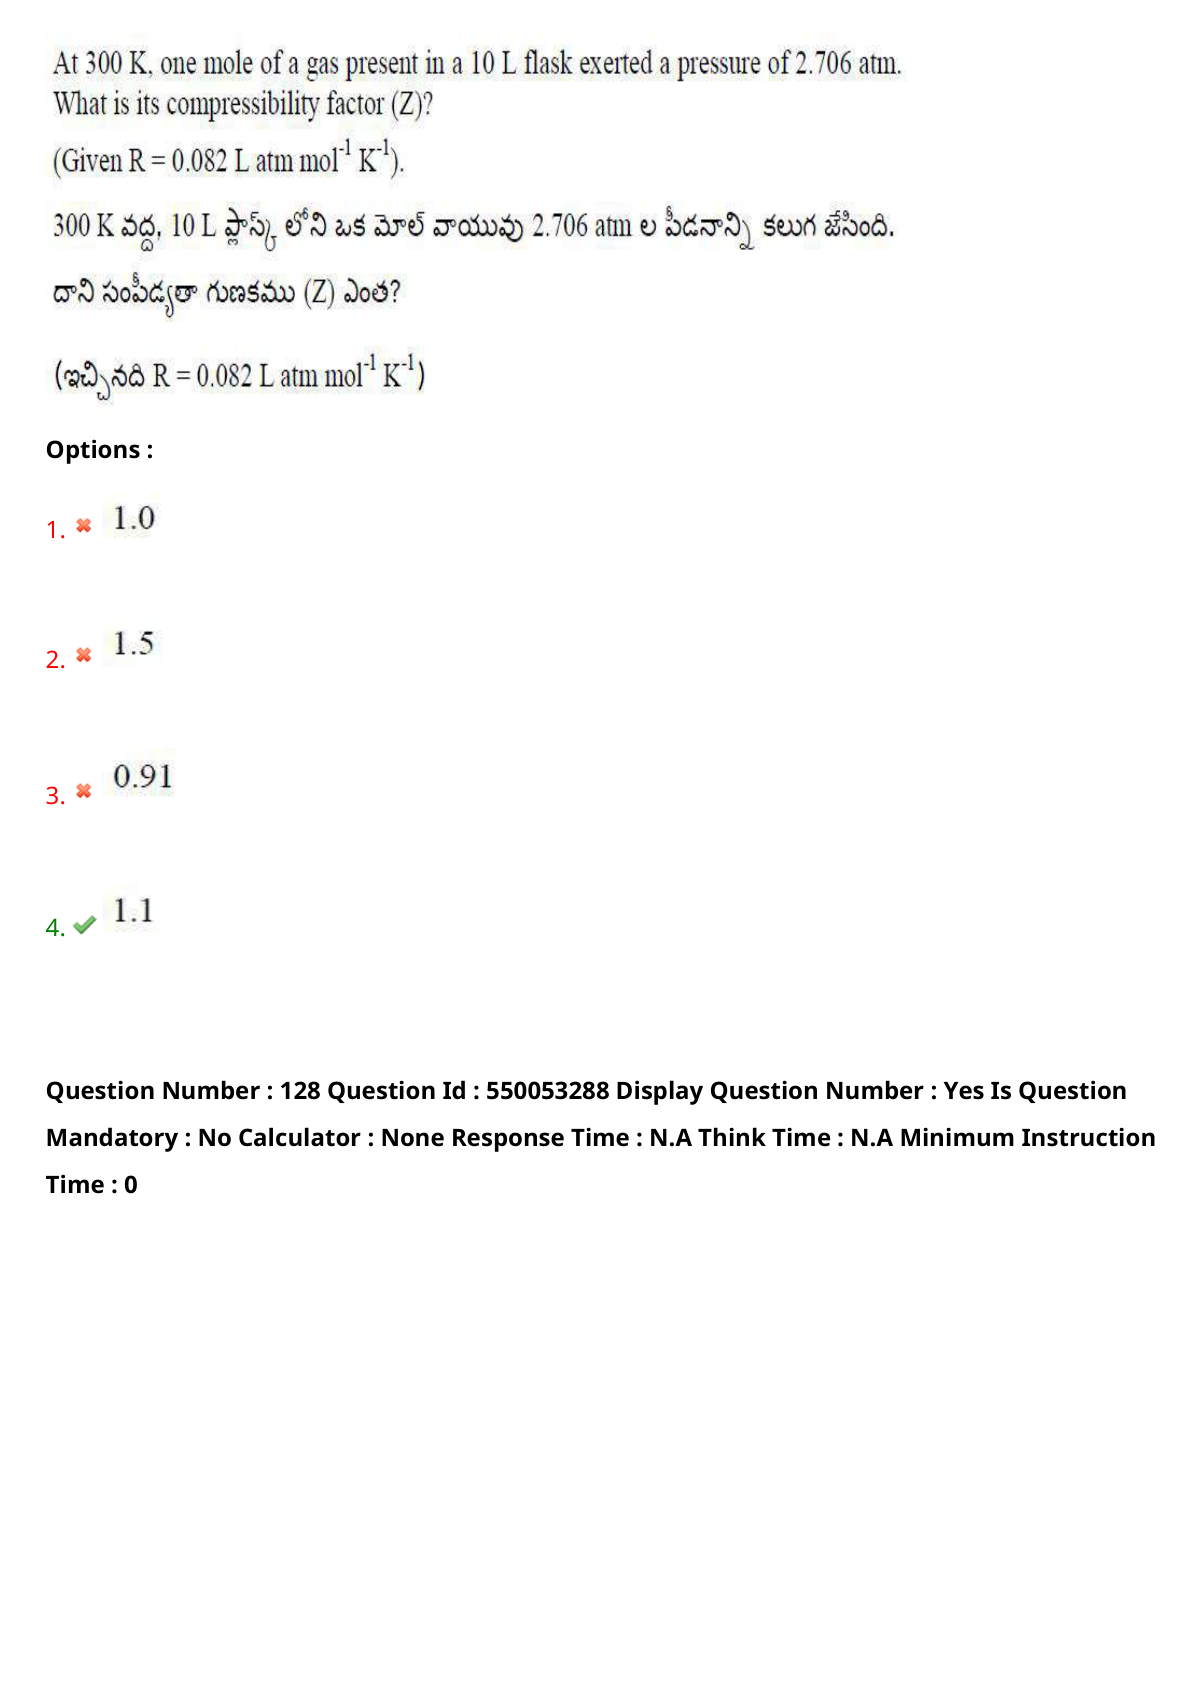 At 300 K, one mole of a gas present in a 10 L flask exerted a pressure of 2.706 atm.
What is its compressibility factor (Z)?
(Given R = 0.082 L atm mol⁻¹ K⁻¹).
300 K వద్ద, 10 L ఫ్లాస్క్ లోని ఒక మోల్ వాయువు 2.706 atm ల పీడనాన్ని కలుగ జేసింది.
దాని సంపీడ్యతా గుణకము (Z) ఎంత?
(ఇచ్చినది R = 0.082 L atm mol⁻¹ K⁻¹)
Options :
1. 1.0
2. 1.5
3. 0.91
4. 1.1
Question Number : 128 Question Id : 550053288 Display Question Number : Yes Is Question
Mandatory : No Calculator : None Response Time : N.A Think Time : N.A Minimum Instruction
Time : 0